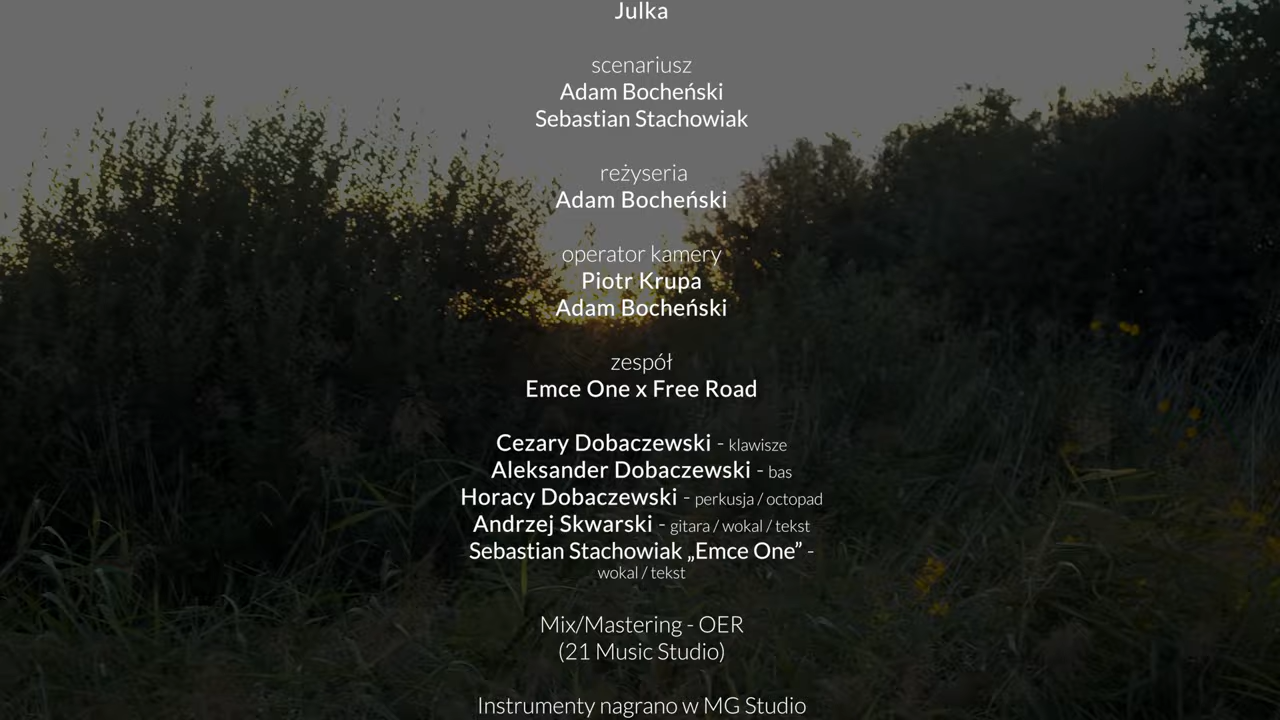 Julka
scenariusz
Adam Bocheński
Sebastian Stachowiak
reżyseria
Adam Bocheński
operator kamery
Piotr Krupa
Adam Bocheński
zespół
Emce One x Free Road
Cezary Dobaczewski - klawisze
Aleksander Dobaczewski - bas
Horacy Dobaczewski - perkusja / octopad
Andrzej Skwarski - gitara / wokal / tekst
Sebastian Stachowiak „Emce One” -
wokal / tekst
Mix/Mastering - OER
(21 Music Studio)
Instrumenty nagrano w MG Studio